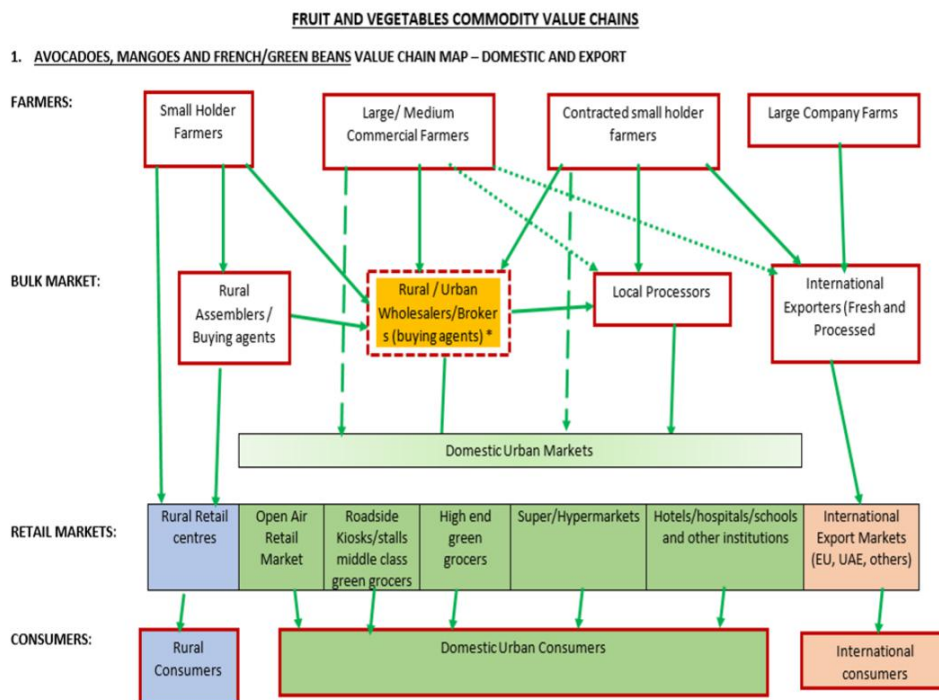 FRUIT AND VEGETABLES COMMODITY VALUE CHAINS
1. AVOCADOES, MANGOES AND FRENCH/GREEN BEANS VALUE CHAIN MAP – DOMESTIC AND EXPORT
FARMERS:
Small Holder
Farmers
Large/ Medium
Commercial Farmers
Contracted small holder
farmers
Large Company Farms
BULK MARKET:
Rural
Assemblers /
Buying agents
Rural / Urban
Wholesalers/Broker
s (buying agents) *
Local Processors
International
Exporters (Fresh and
Processed
Domestic Urban Markets
RETAIL MARKETS:
Rural Retail
centres
Open Air
Retail
Market
Roadside
Kiosks/stalls
middle class
green grocers
High end
green
grocers
Super/Hypermarkets
Hotels/hospitals/schools
and other institutions
International
Export Markets
(EU, UAE, others)
CONSUMERS:
Rural
Consumers
Domestic Urban Consumers
International
consumers